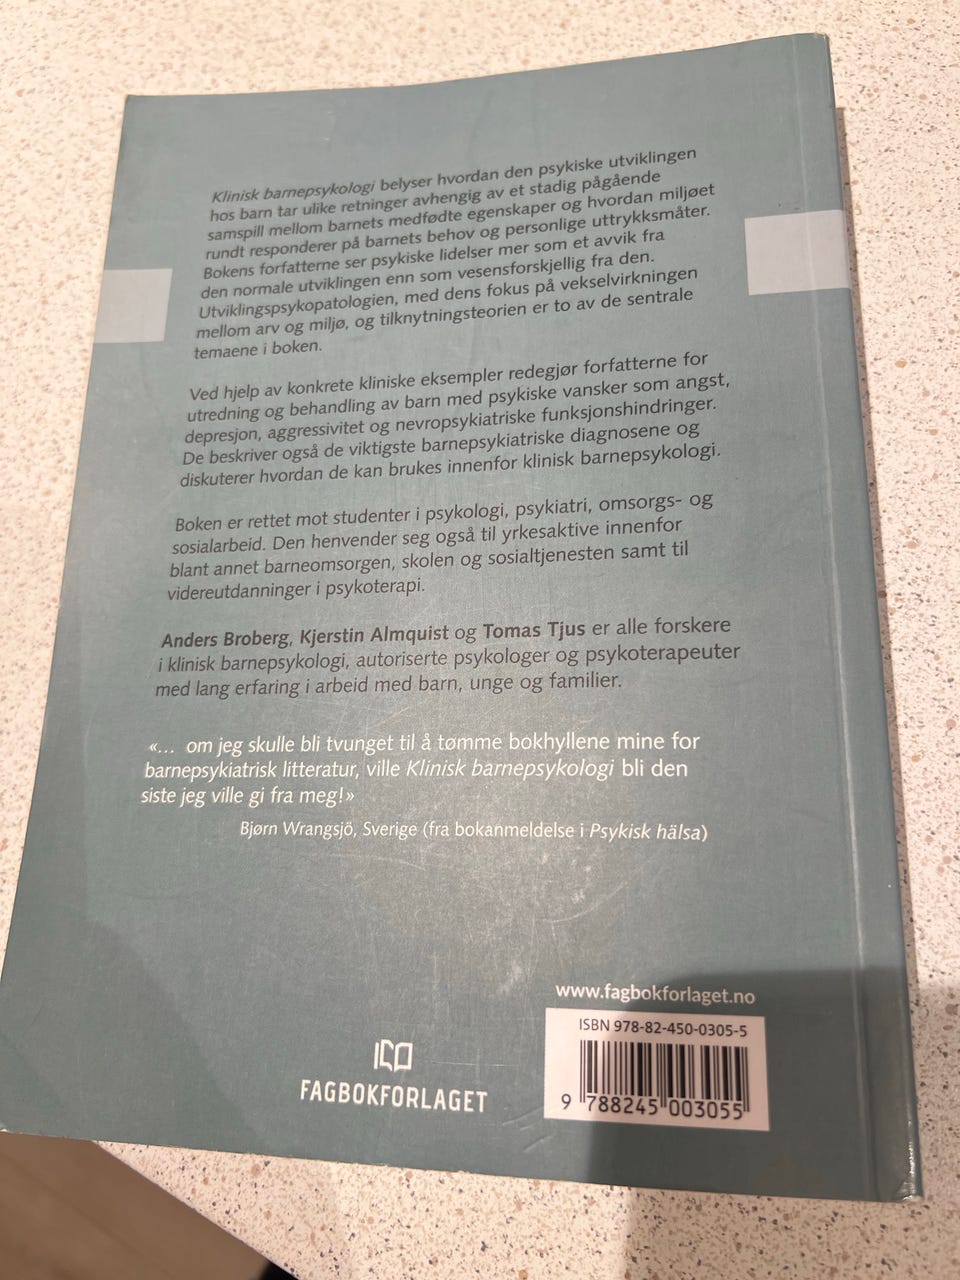 Klinisk barnepsykologi belyser hvordan den psykiske utviklingen
hos barn tar ulike retninger avhengig av et stadig pågående
samspill mellom barnets medfødte egenskaper og hvordan miljøet
rundt responderer på barnets behov og personlige uttrykksmåter.
Bokens forfatterne ser psykiske lidelser mer som et avvik fra
den normale utviklingen enn som vesensforskjellig fra den.
Utviklingspsykopatologien, med dens fokus på vekselvirkningen
mellom arv og miljø, og tilknytningsteorien er to av de sentrale
temaene i boken.
Ved hjelp av konkrete kliniske eksempler redegjør forfatterne for
utredning og behandling av barn med psykiske vansker som angst,
depresjon, aggressivitet og nevropsykiatriske funksjonshindringer.
De beskriver også de viktigste barnepsykiatriske diagnosene og
diskuterer hvordan de kan brukes innenfor klinisk barnepsykologi.
Boken er rettet mot studenter i psykologi, psykiatri, omsorgs- og
sosialarbeid. Den henvender seg også til yrkesaktive innenfor
blant annet barneomsorgen, skolen og sosialtjenesten samt til
videreutdanninger i psykoterapi.
Anders Broberg, Kjerstin Almquist og Tomas Tjus er alle forskere
i klinisk barnepsykologi, autoriserte psykologer og psykoterapeuter
med lang erfaring i arbeid med barn, unge og familier.
«... om jeg skulle bli tvunget til å tømme bokhyllene mine for
barnepsykiatrisk litteratur, ville Klinisk barnepsykologi bli den
siste jeg ville gi fra meg!»
Bjørn Wrangsjö, Sverige (fra bokanmeldelse i Psykisk hälsa)
www.fagbokforlaget.no
ISBN 978-82-450-0305-5
9 788245 003055
FAGBOKFORLAGET